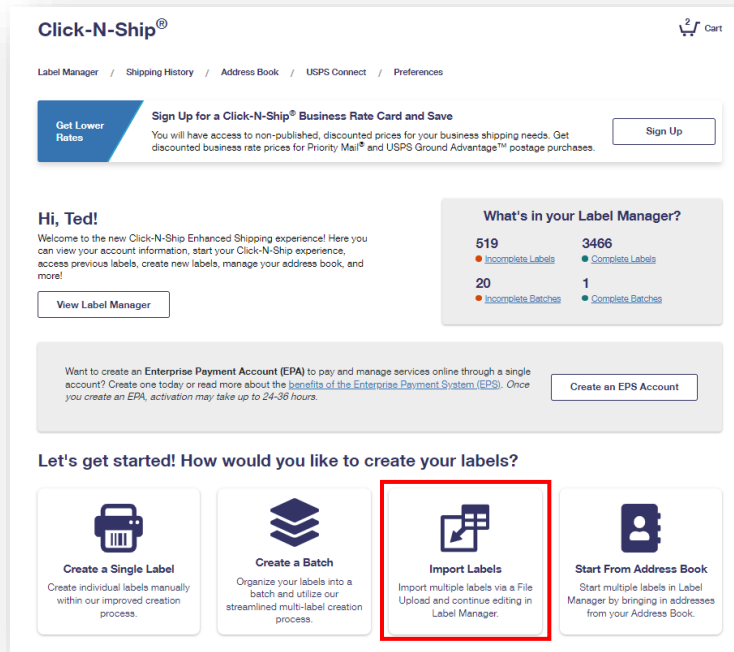 Click-N-Ship®
2
Cart
Label Manager / Shipping History / Address Book / USPS Connect / Preferences
Get Lower
Rates
Sign Up for a Click-N-Ship® Business Rate Card and Save
You will have access to non-published, discounted prices for your business shipping needs. Get
discounted business rate prices for Priority Mail® and USPS Ground Advantage™ postage purchases.
Sign Up
Hi, Ted!
Welcome to the new Click-N-Ship Enhanced Shipping experience! Here you
can view your account information, start your Click-N-Ship experience,
access previous labels, create new labels, manage your address book, and
more!
View Label Manager
What's in your Label Manager?
519 3466
Incomplete Labels Complete Labels
20 1
Incomplete Batches Complete Batches
Want to create an Enterprise Payment Account (EPA) to pay and manage services online through a single
account? Create one today or read more about the benefits of the Enterprise Payment System (EPS). Once
you create an EPA, activation may take up to 24-36 hours.
Create an EPS Account
Let's get started! How would you like to create your labels?
Create a Single Label
Create individual labels manually
within our improved creation
process.
Create a Batch
Organize your labels into a
batch and utilize our
streamlined multi-label creation
process.
Import Labels
Import multiple labels via a File
Upload and continue editing in
Label Manager.
Start From Address Book
Start multiple labels in Label
Manager by bringing in addresses
from your Address Book.